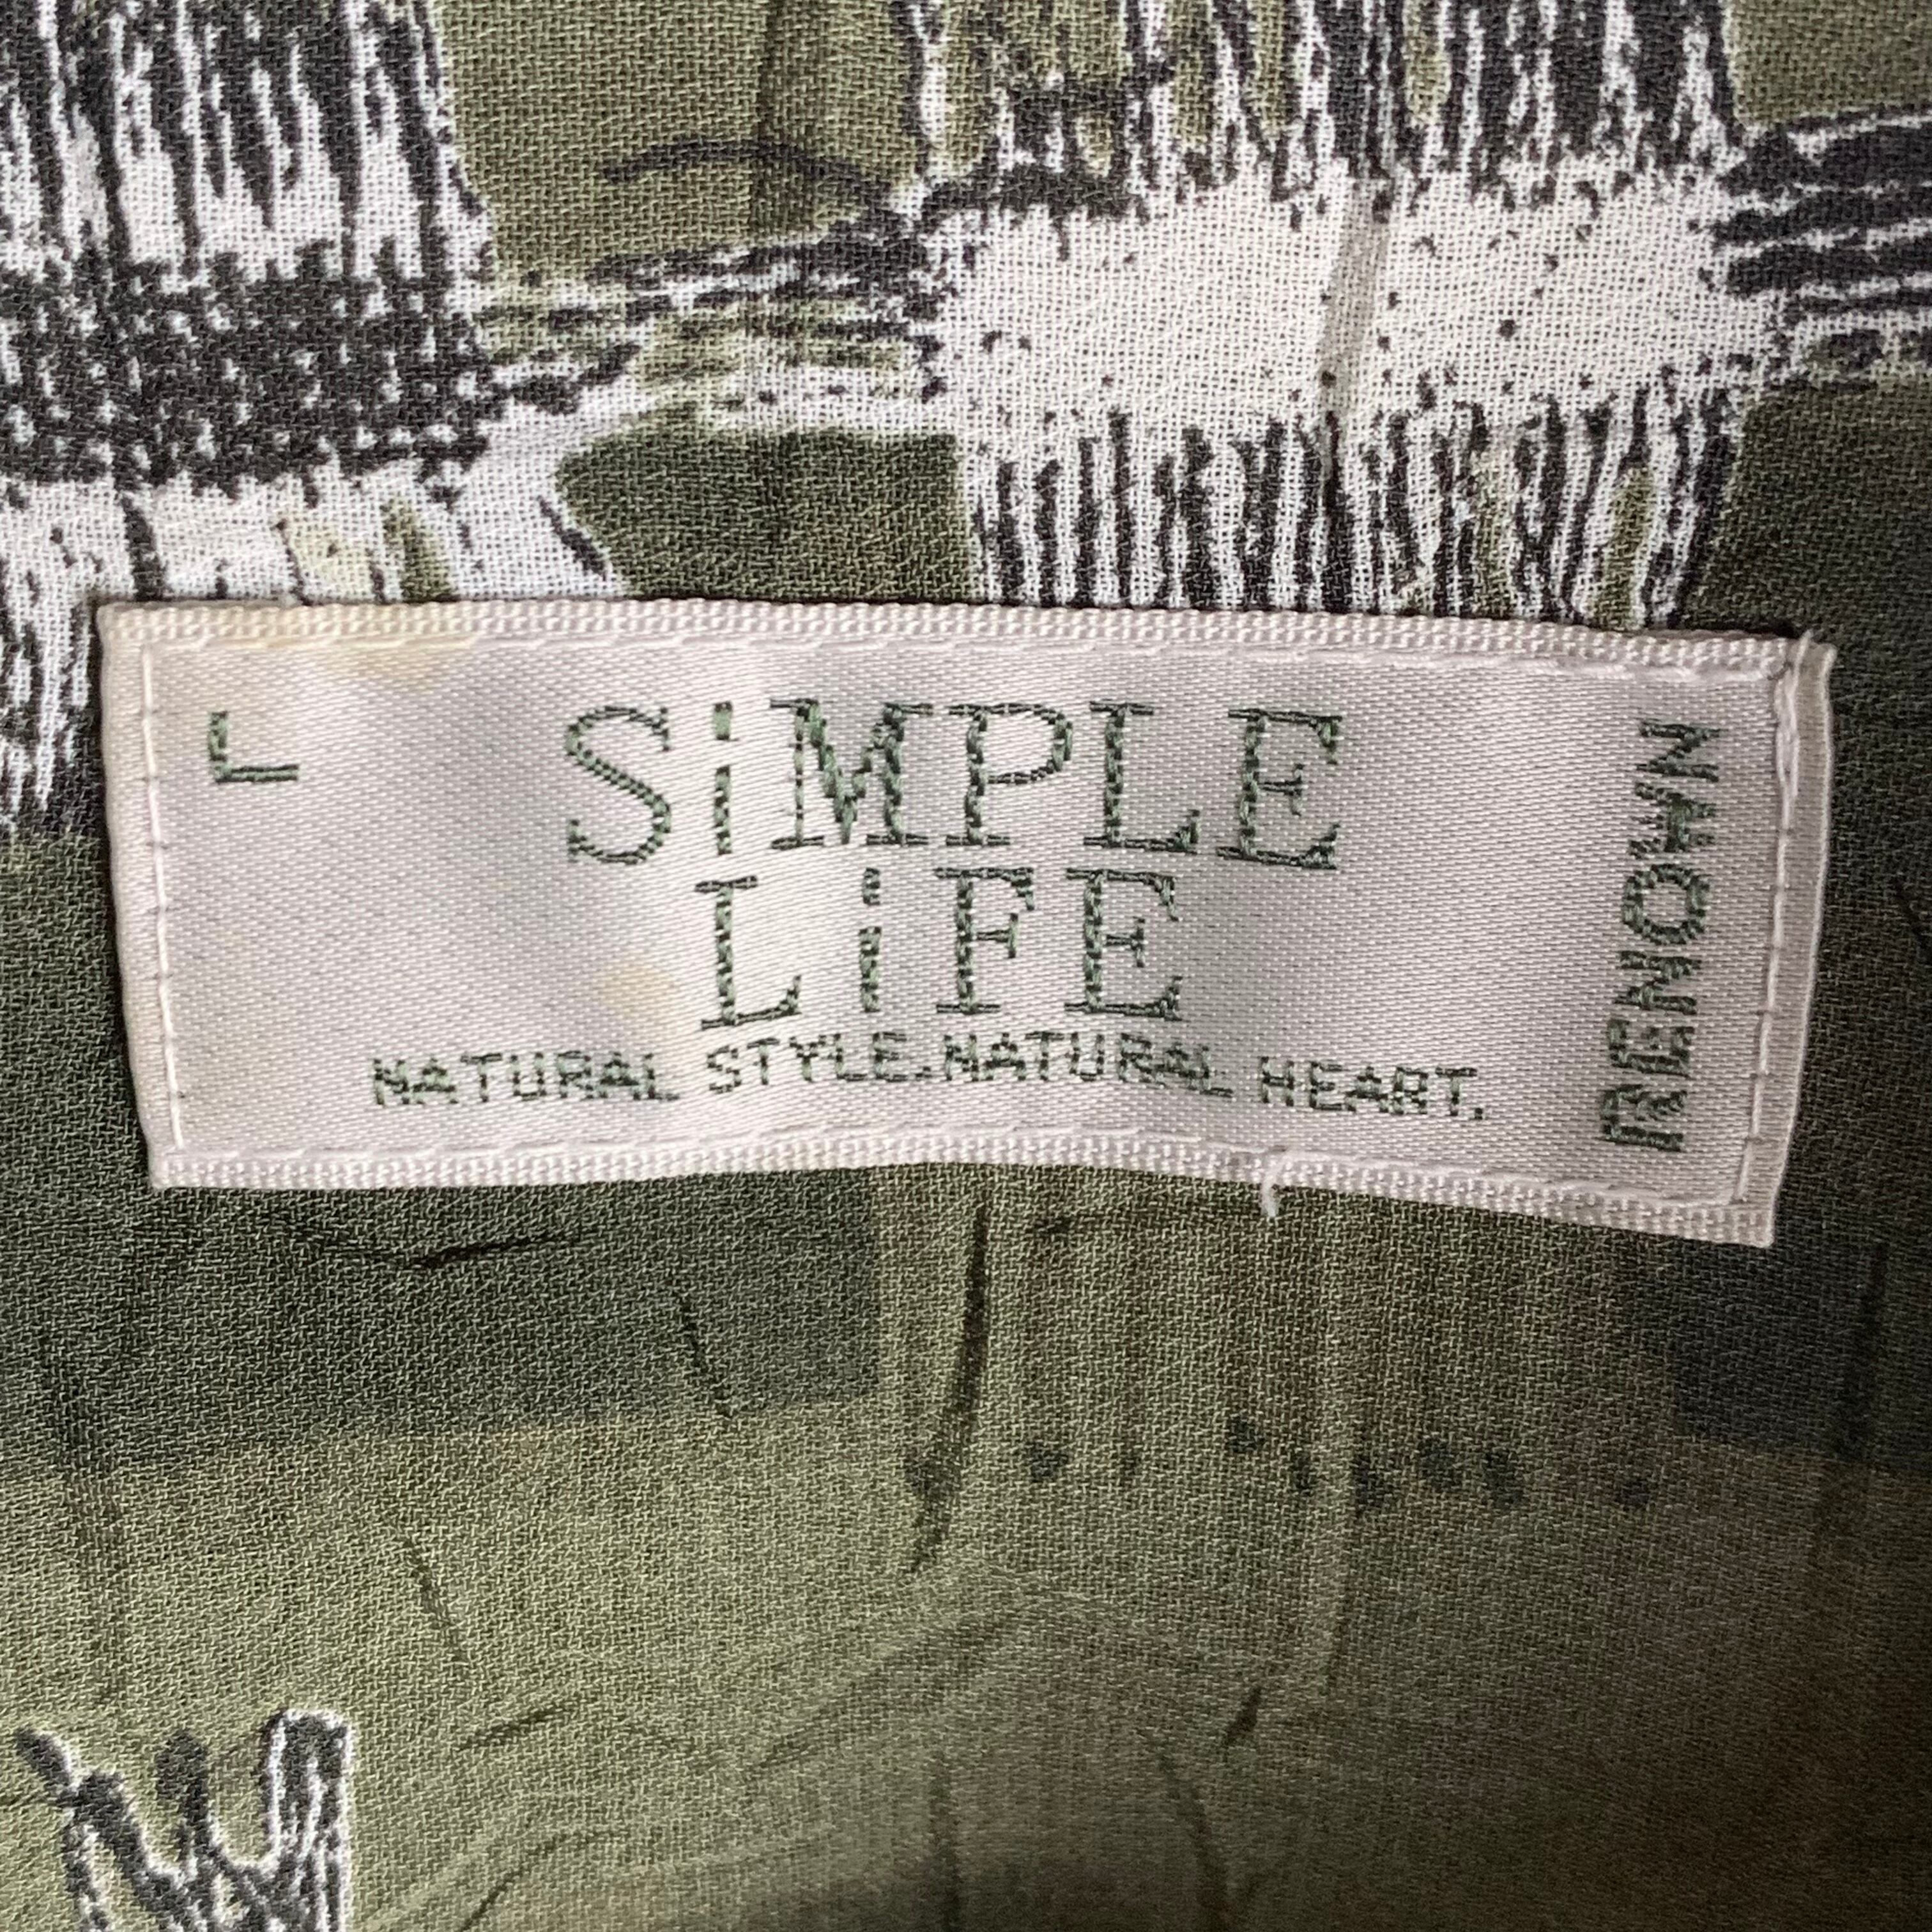 L
SiMPLE
LiFE
NATURAL STYLE.NATURAL HEART.
RENOWN